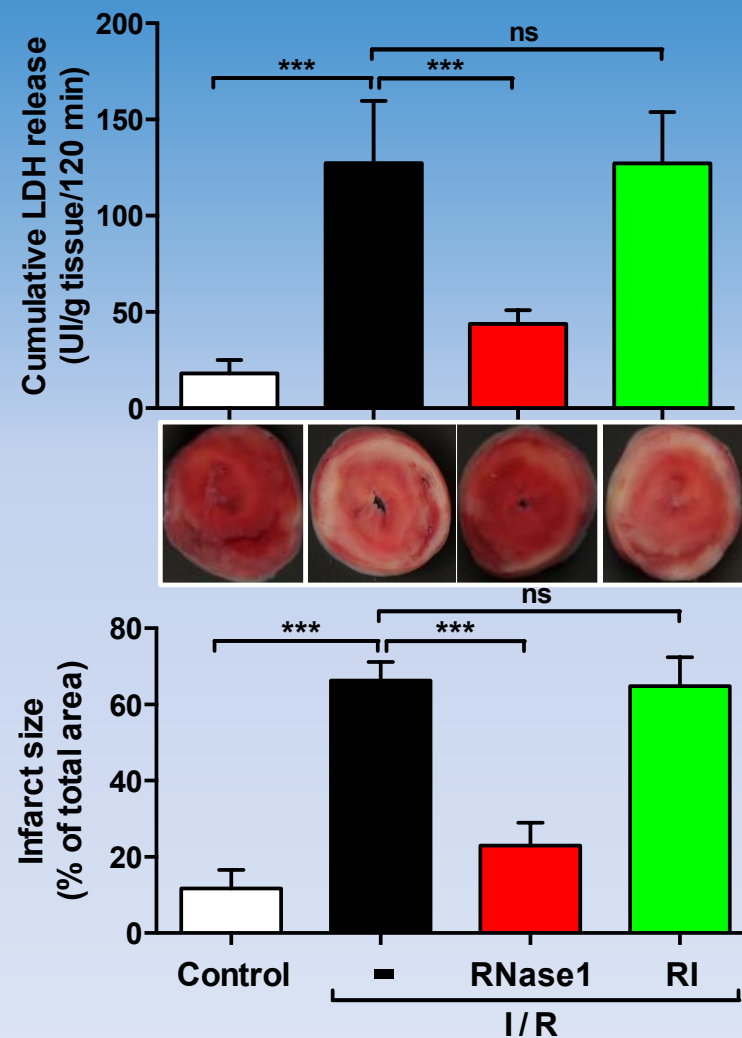 200
150
100
50
0
Cumulative LDH release
(UI/g tissue/120 min)
ns
***
***
80
60
40
20
0
Infarct size
(% of total area)
ns
***
***
Control
-
RNase1
RI
I / R